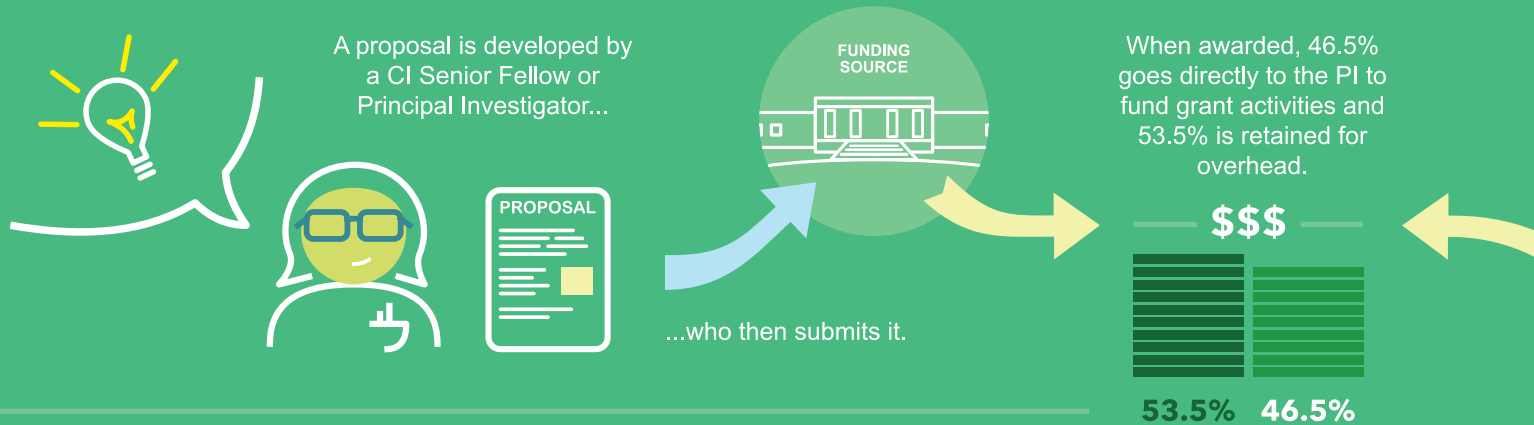 A proposal is developed by
a CI Senior Fellow or
Principal Investigator...
PROPOSAL
...who then submits it.
FUNDING
SOURCE
When awarded, 46.5%
goes directly to the PI to
fund grant activities and
53.5% is retained for
overhead.
$$$
53.5% 46.5%